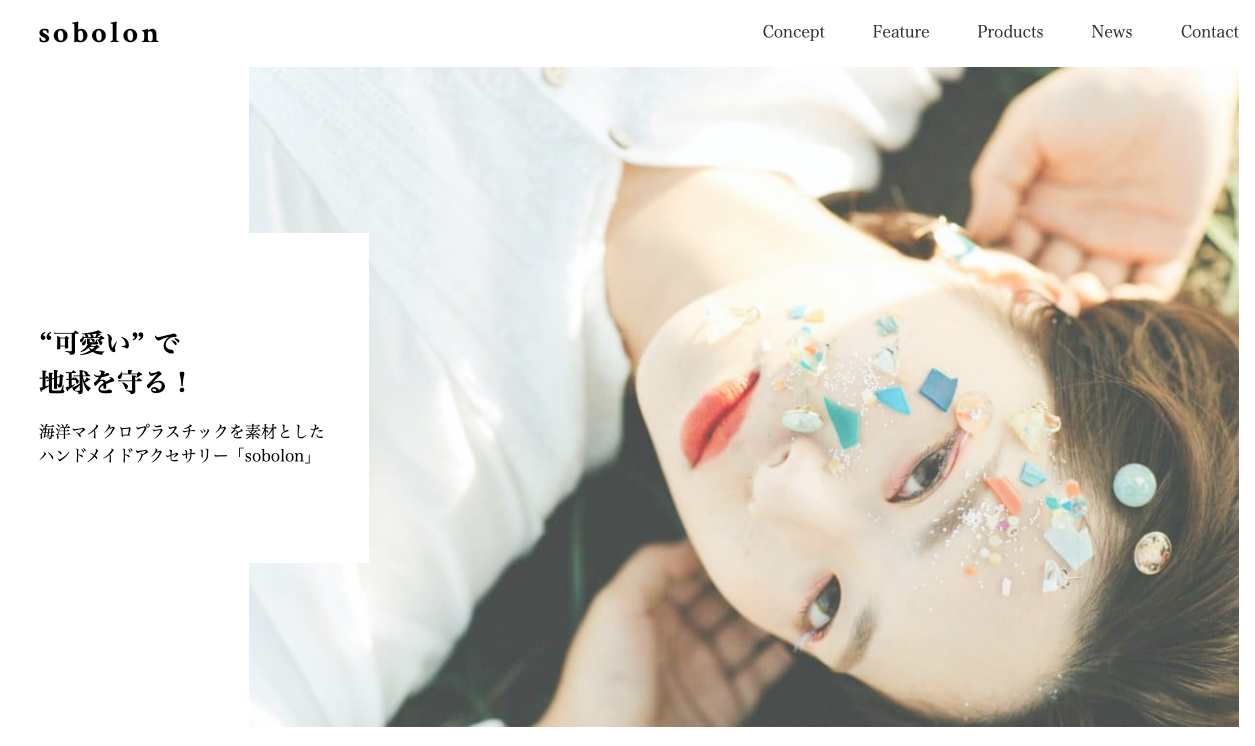 sobolon
Concept Feature Products News Contact
“可愛い” で
地球を守る！
海洋マイクロプラスチックを素材とした
ハンドメイドアクセサリー「sobolon」